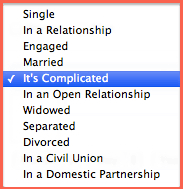 Single
In a Relationship
Engaged
Married
✓ It's Complicated
In an Open Relationship
Widowed
Separated
Divorced
In a Civil Union
In a Domestic Partnership